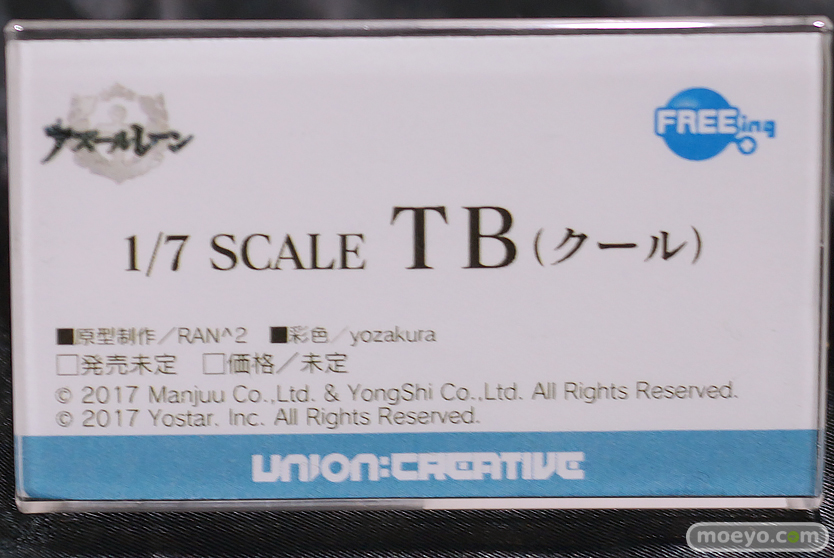 アズールレーン
FREEing
1/7 SCALE TB(クール)
■原型制作／RAN^2 ■彩色／yozakura
□発売未定 □価格／未定
© 2017 Manjuu Co.,Ltd. & YongShi Co.,Ltd. All Rights Reserved.
© 2017 Yostar. Inc. All Rights Reserved.
UNION:CREATIVE
moeyo.com